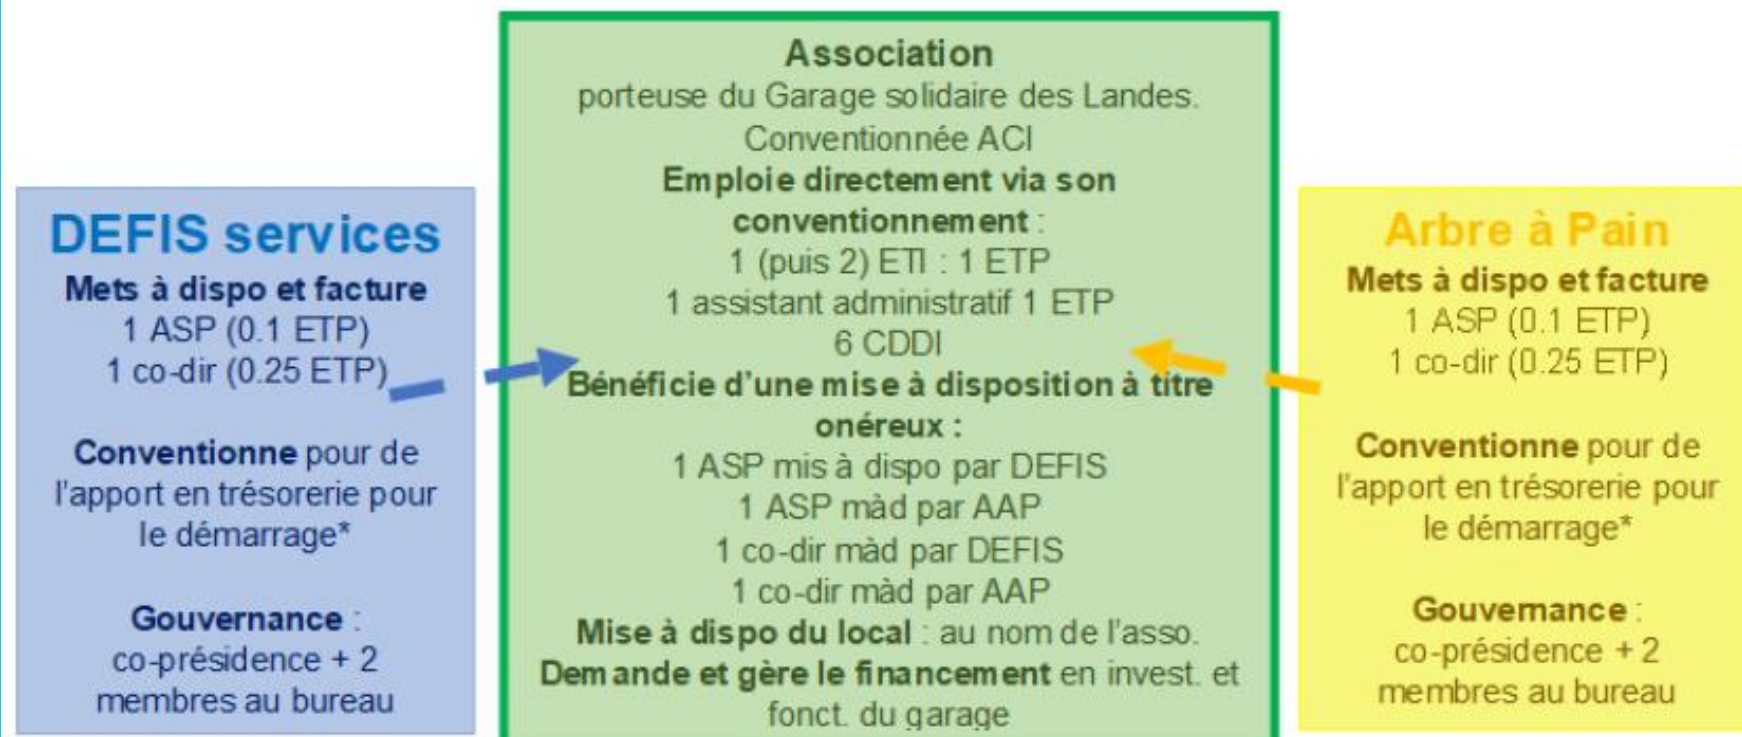 DEFIS services
Mets à dispo et facture
1 ASP (0.1 ETP)
1 co-dir (0.25 ETP)
Conventionne pour de
l'apport en trésorerie pour
le démarrage*
Gouvernance :
co-présidence + 2
membres au bureau
Association
porteuse du Garage solidaire des Landes.
Conventionnée ACI
Emploie directement via son
conventionnement :
1 (puis 2) ETI : 1 ETP
1 assistant administratif 1 ETP
6 CDDI
Bénéficie d'une mise à disposition à titre
onéreux :
1 ASP mis à dispo par DEFIS
1 ASP màd par AAP
1 co-dir màd par DEFIS
1 co-dir màd par AAP
Mise à dispo du local : au nom de l'asso.
Demande et gère le financement en invest. et
fonct. du garage
Arbre à Pain
Mets à dispo et facture
1 ASP (0.1 ETP)
1 co-dir (0.25 ETP)
Conventionne pour de
l'apport en trésorerie pour
le démarrage*
Gouvernance :
co-présidence + 2
membres au bureau